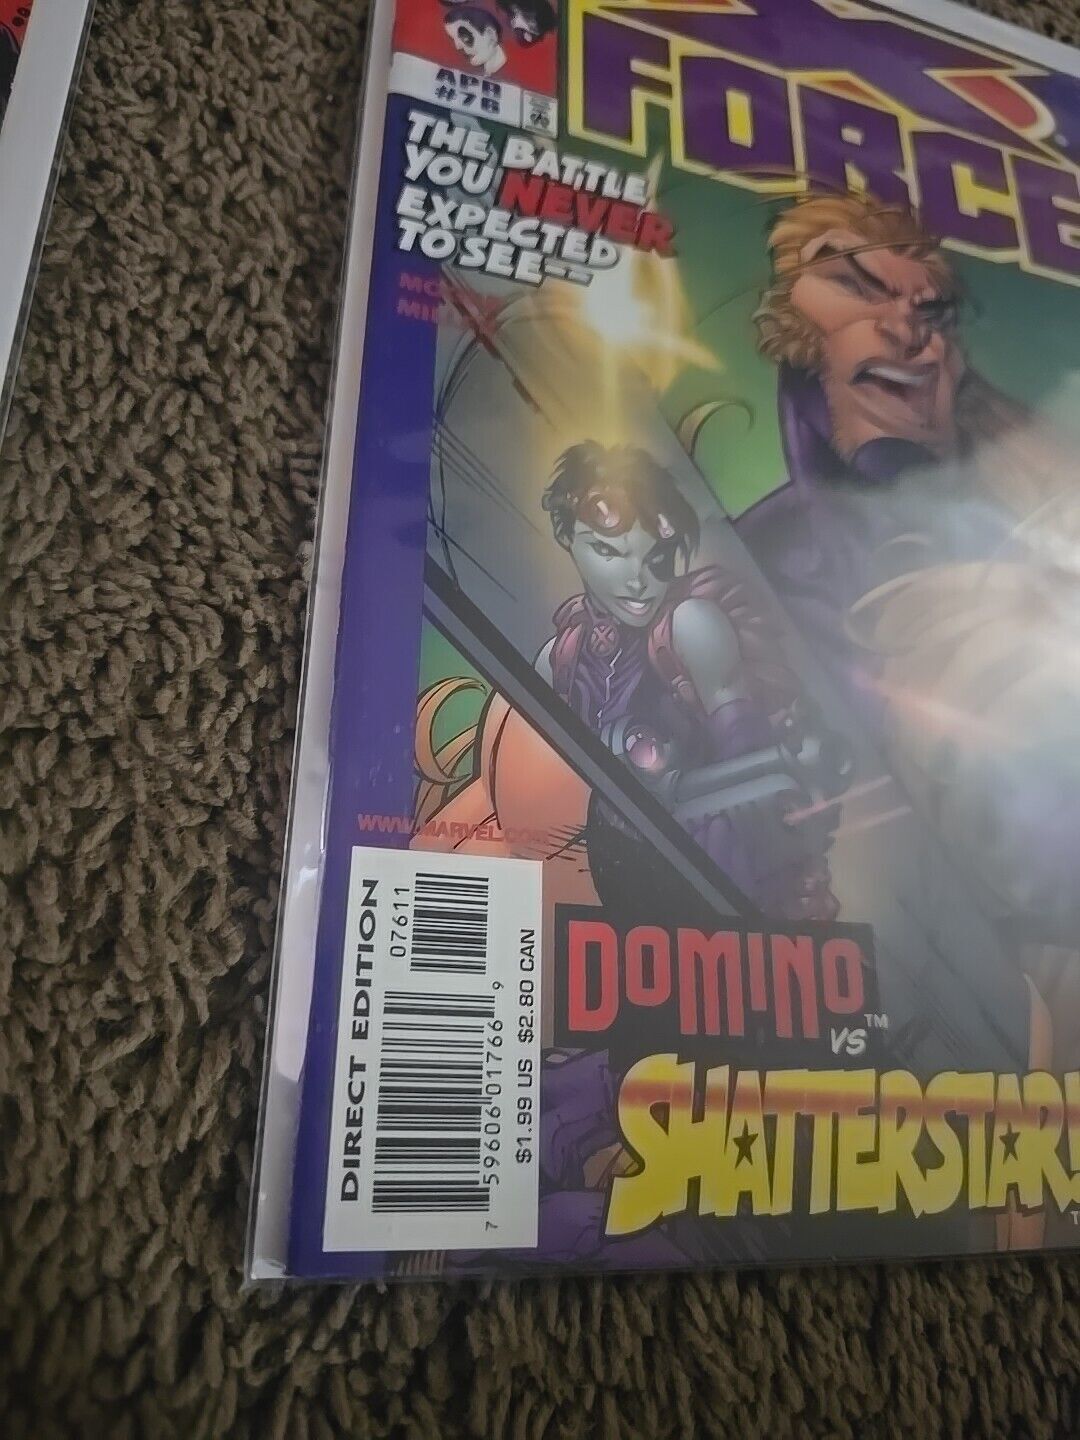 X
FORCE
APR
#76
THE BATTLE
YOU NEVER
EXPECTED
TO SEE--
WWW.MARVEL.COM
DIRECT EDITION
07611
7 59606 01766 9
$1.99 US $2.80 CAN
DOMINO™
VS
SHATTERSTAR